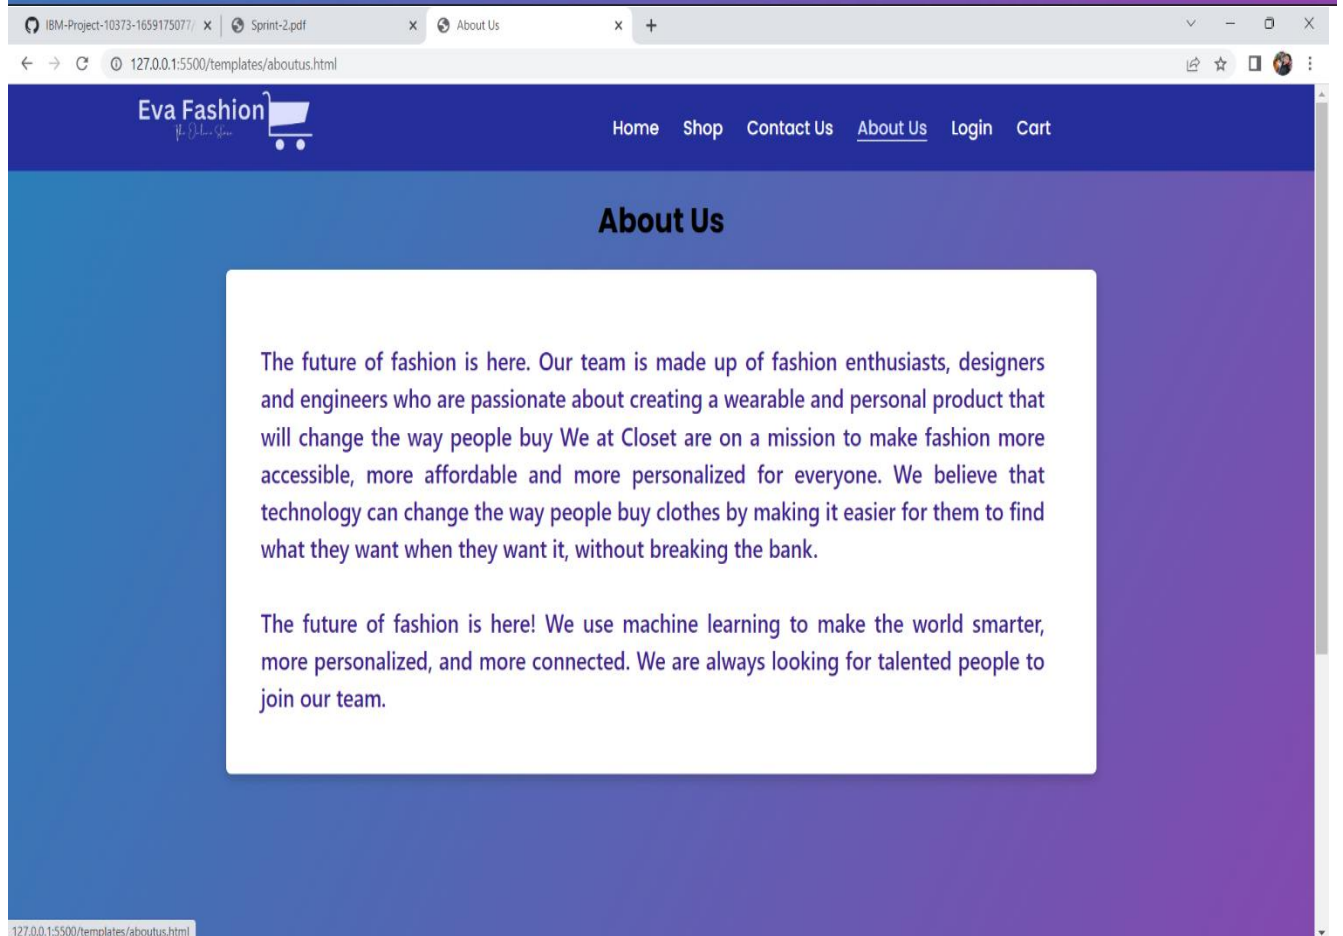 IBM-Project-10373-1659175077/
Sprint-2.pdf
About Us
127.0.0.1:5500/templates/aboutus.html
Eva Fashion
Home Shop Contact Us About Us Login Cart
About Us
The future of fashion is here. Our team is made up of fashion enthusiasts, designers
and engineers who are passionate about creating a wearable and personal product that
will change the way people buy We at Closet are on a mission to make fashion more
accessible, more affordable and more personalized for everyone. We believe that
technology can change the way people buy clothes by making it easier for them to find
what they want when they want it, without breaking the bank.
The future of fashion is here! We use machine learning to make the world smarter,
more personalized, and more connected. We are always looking for talented people to
join our team.
127.0.0.1:5500/templates/aboutus.html